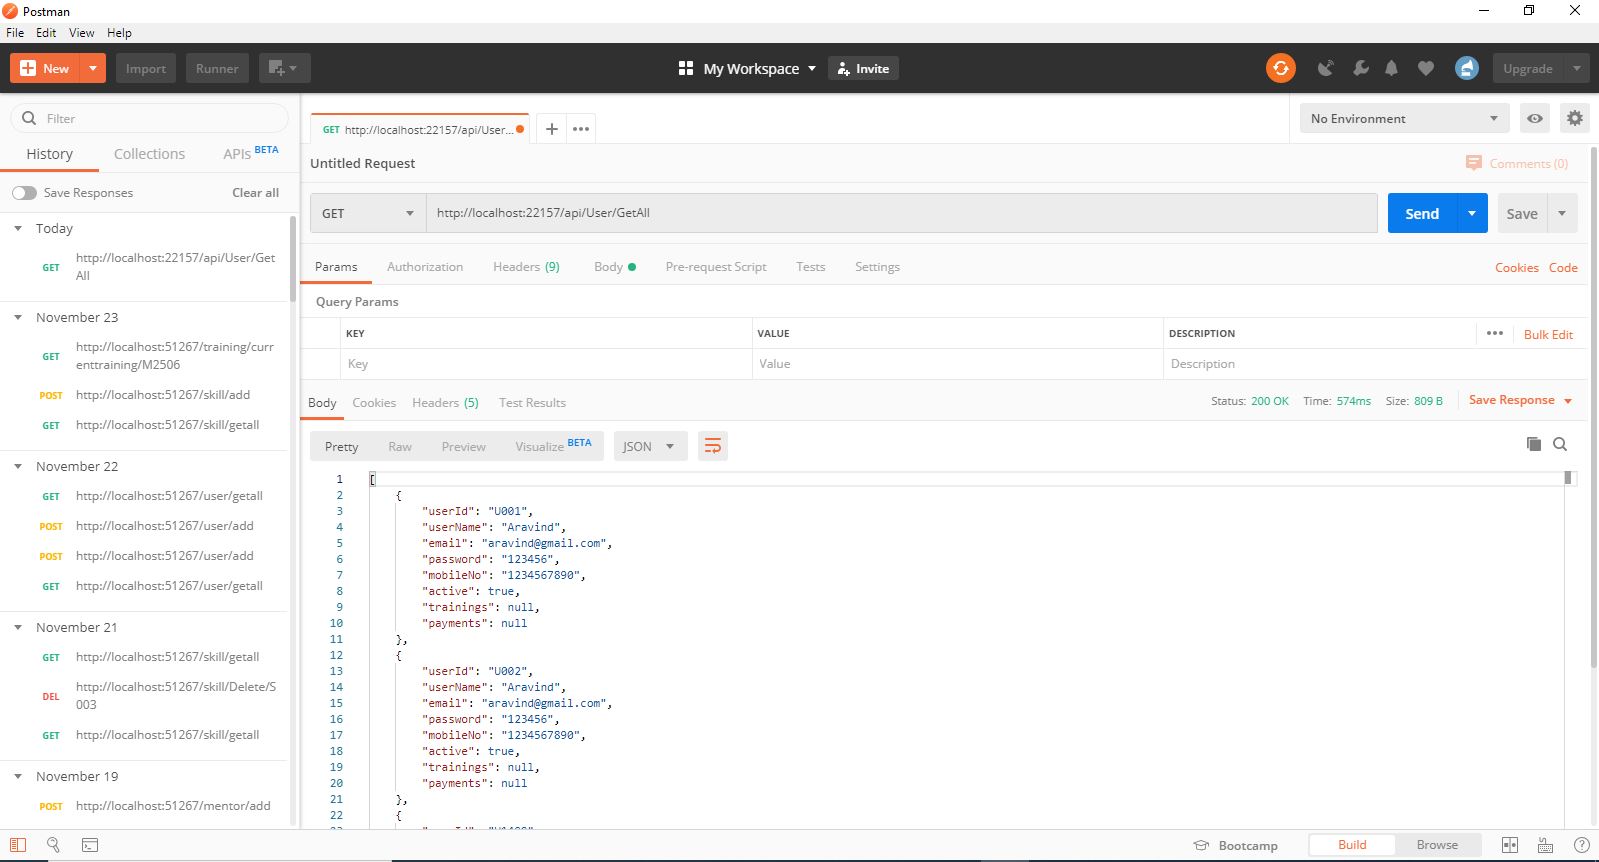 Postman
File Edit View Help
New Import Runner My Workspace Invite Upgrade
Filter
History Collections APIs BETA
Save Responses Clear all
Today
GET http://localhost:22157/api/User/Get
All
November 23
GET http://localhost:51267/training/curr
enttraining/M2506
POST http://localhost:51267/skill/add
GET http://localhost:51267/skill/getall
November 22
GET http://localhost:51267/user/getall
POST http://localhost:51267/user/add
POST http://localhost:51267/user/add
GET http://localhost:51267/user/getall
November 21
GET http://localhost:51267/skill/getall
DEL http://localhost:51267/skill/Delete/S
003
GET http://localhost:51267/skill/getall
November 19
POST http://localhost:51267/mentor/add
GET http://localhost:22157/api/User...
No Environment
Untitled Request
Comments (0)
GET http://localhost:22157/api/User/GetAll Send Save
Params Authorization Headers (9) Body Pre-request Script Tests Settings Cookies Code
Query Params
KEY VALUE DESCRIPTION Bulk Edit
Key Value Description
Body Cookies Headers (5) Test Results Status: 200 OK Time: 574ms Size: 809 B Save Response
Pretty Raw Preview Visualize BETA JSON
1 [
2 {
3 "userId": "U001",
4 "userName": "Aravind",
5 "email": "aravind@gmail.com",
6 "password": "123456",
7 "mobileNo": "1234567890",
8 "active": true,
9 "trainings": null,
10 "payments": null
11 },
12 {
13 "userId": "U002",
14 "userName": "Aravind",
15 "email": "aravind@gmail.com",
16 "password": "123456",
17 "mobileNo": "1234567890",
18 "active": true,
19 "trainings": null,
20 "payments": null
21 },
22 {
Bootcamp Build Browse